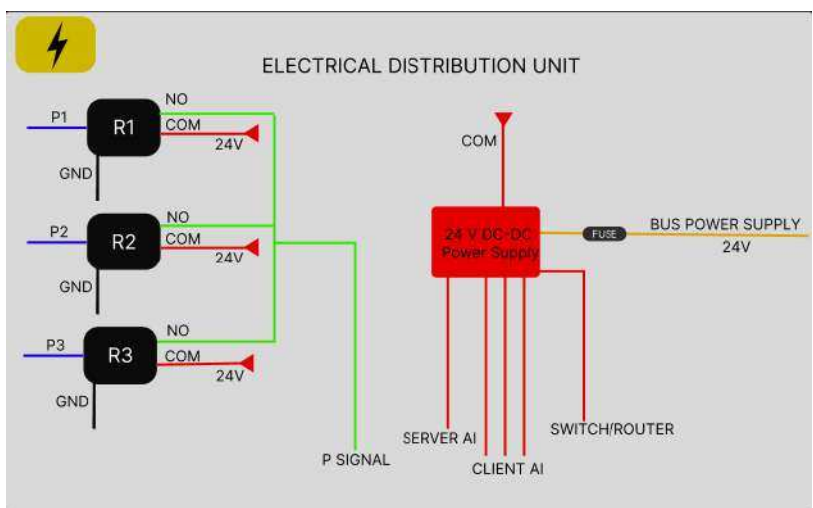 ELECTRICAL DISTRIBUTION UNIT
NO
P1
R1
COM
24V
GND
NO
P2
R2
COM
24V
GND
NO
P3
R3
COM
24V
GND
P SIGNAL
COM
24 V DC-DC
Power Supply
FUSE
BUS POWER SUPPLY
24V
SERVER AI
CLIENT AI
SWITCH/ROUTER